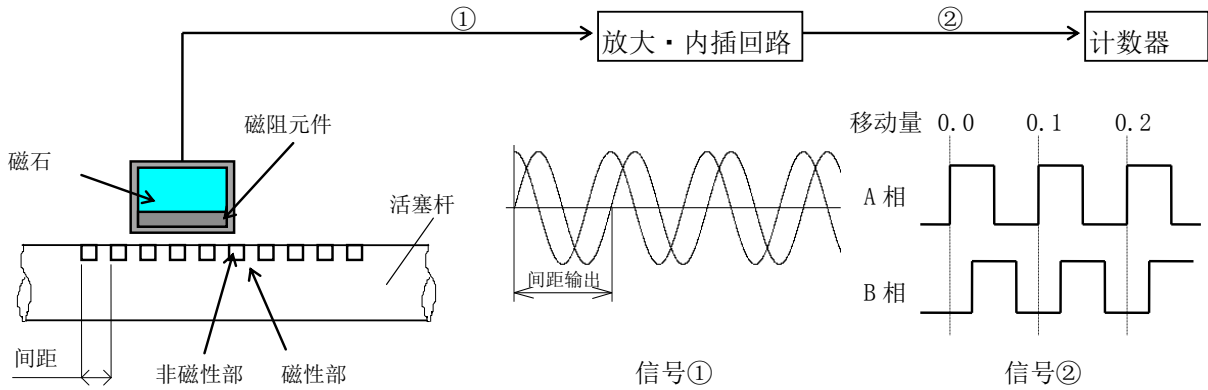 ①
②
放大·内插回路
计数器
磁阻元件
磁石
活塞杆
间距
非磁性部
磁性部
间距输出
信号①
移动量 0.0 0.1 0.2
A相
B相
信号②